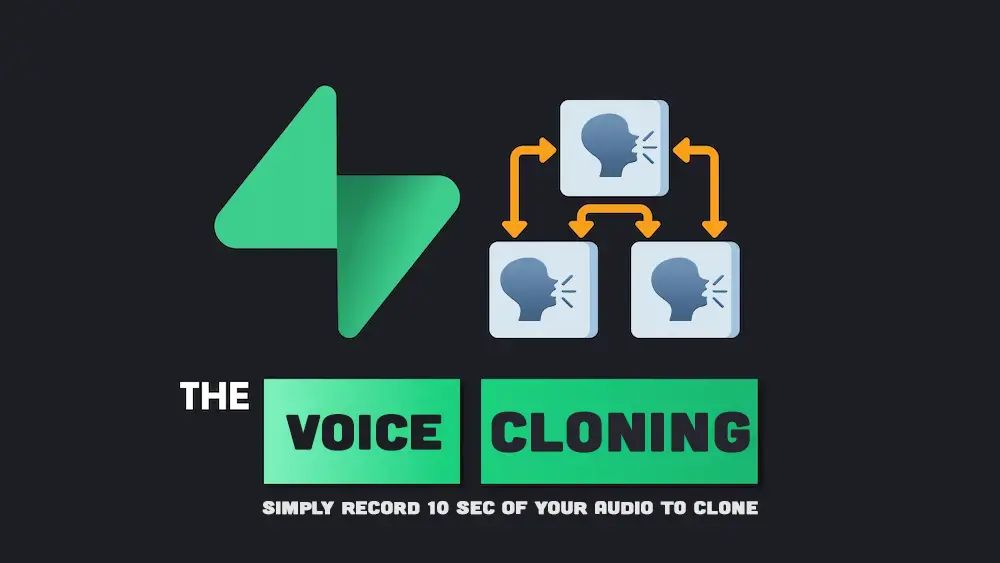 THE VOICE CLONING
SIMPLY RECORD 10 SEC OF YOUR AUDIO TO CLONE